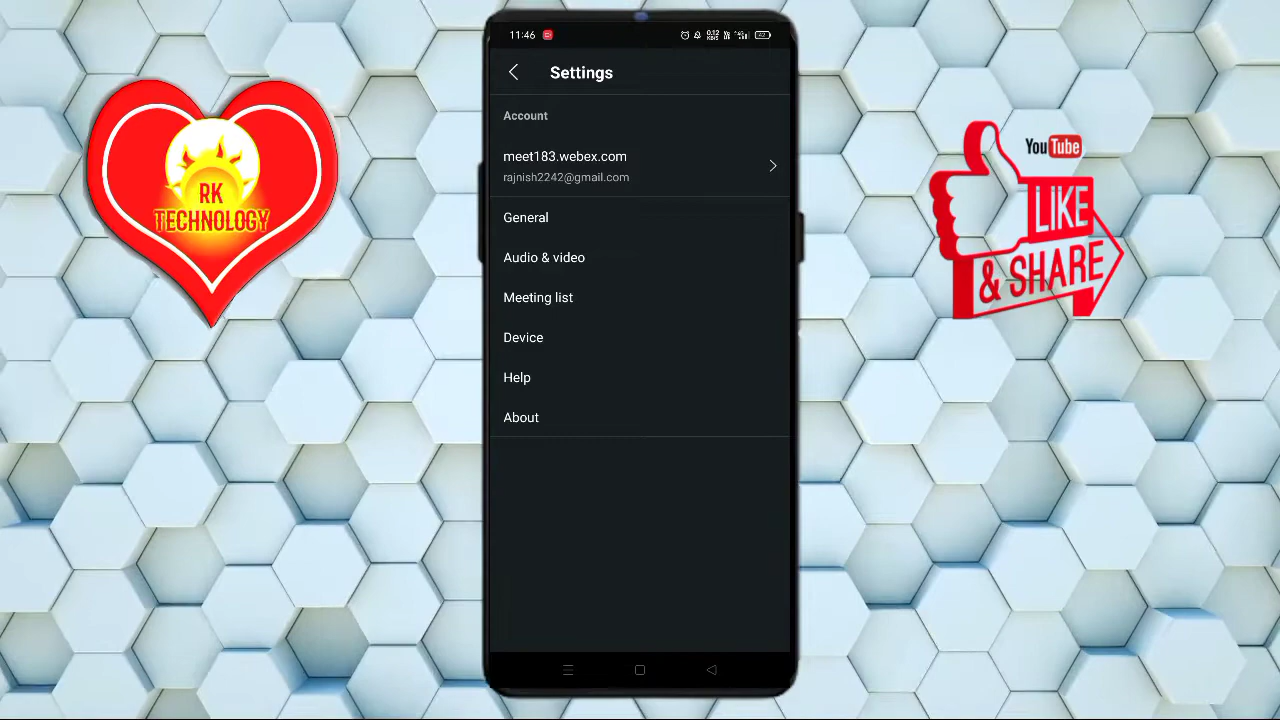 11:46
Settings
Account
meet183.webex.com
rajnish2242@gmail.com
General
Audio & video
Meeting list
Device
Help
About
RK
TECHNOLOGY
YouTube
LIKE
& SHARE